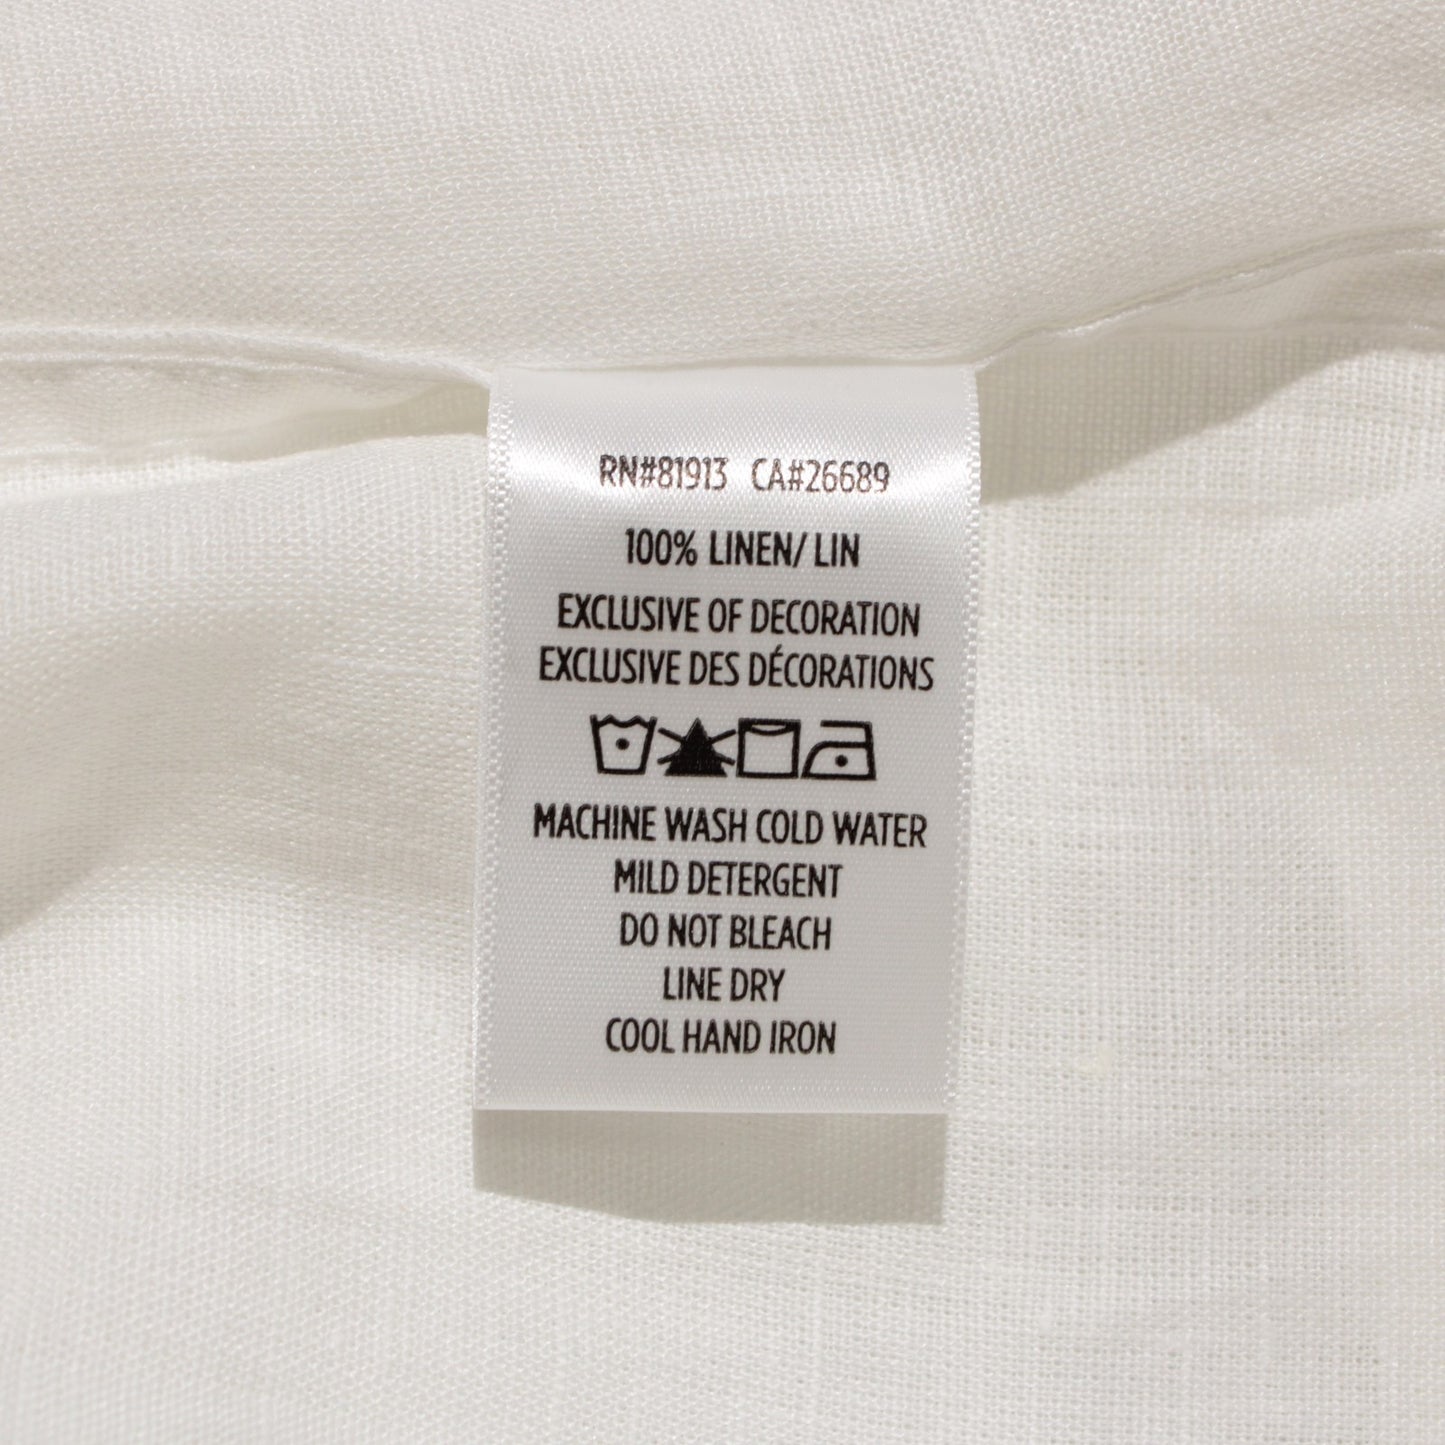 RN#81913 CA#26689
100% LINEN/ LIN
EXCLUSIVE OF DECORATION
EXCLUSIVE DES DÉCORATIONS
MACHINE WASH COLD WATER
MILD DETERGENT
DO NOT BLEACH
LINE DRY
COOL HAND IRON